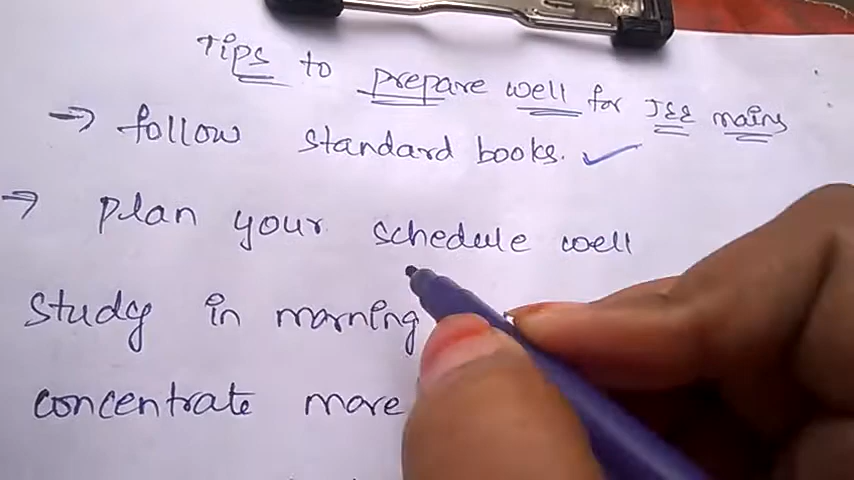 Tips to prepare well for JEE mains
→ follow standard books. ✓
→ plan your schedule well
study in morning
concentrate more